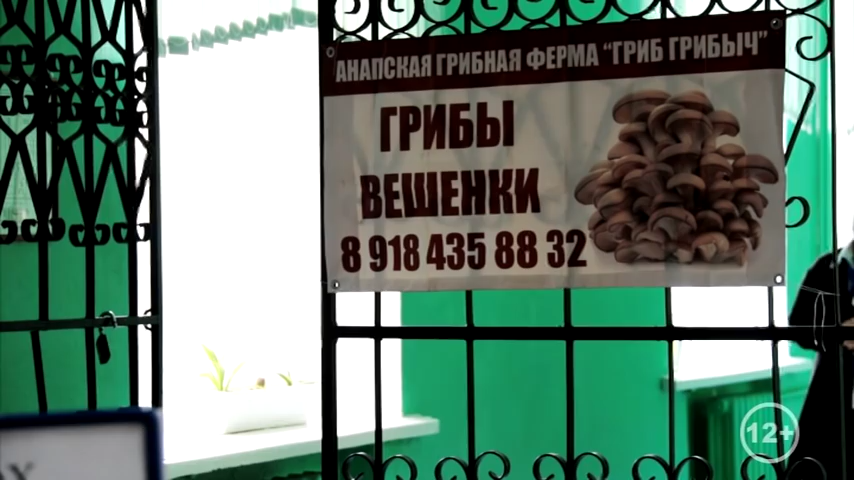 АНАПСКАЯ ГРИБНАЯ ФЕРМА "ГРИБ ГРИБЫЧ"
ГРИБЫ
ВЕШЕНКИ
8 918 435 88 32
12+